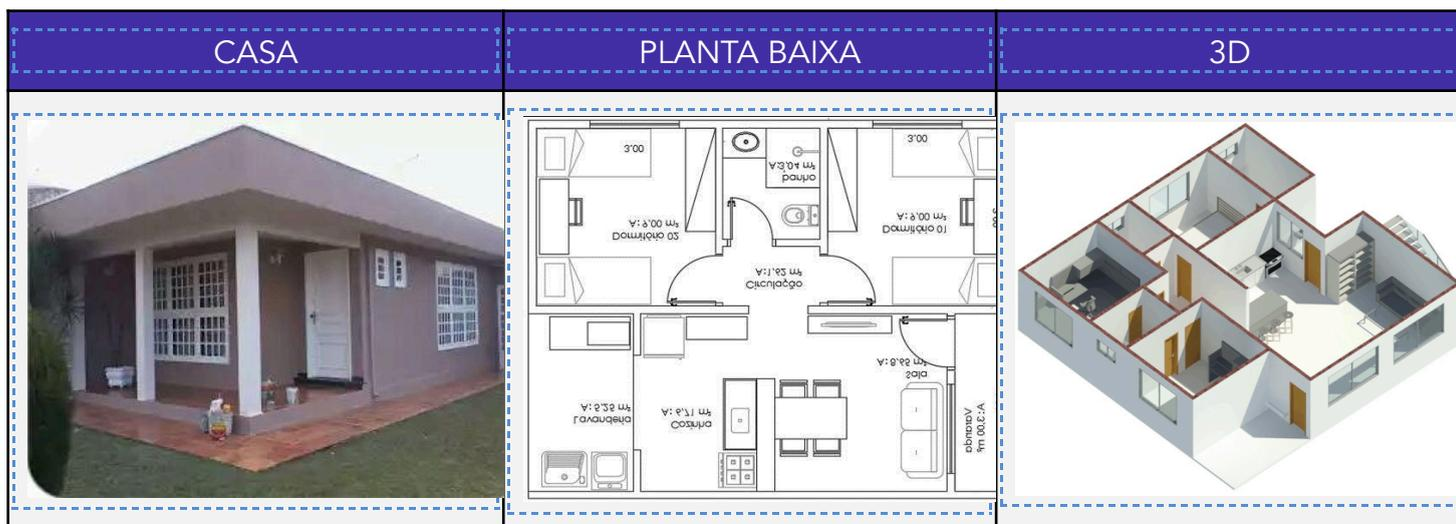 CASA
PLANTA BAIXA
3D
3.00
A:3,04 m²
banho
3.00
A: 9,00 m²
Dormitório 02
A: 9,00 m²
Dormitório 01
A:1,62 m²
Circulação
A: 8,65 m²
Sala
A: 5,25 m²
Lavanderia
A: 6,71 m²
Cozinha
A: 3,00 m²
Varanda